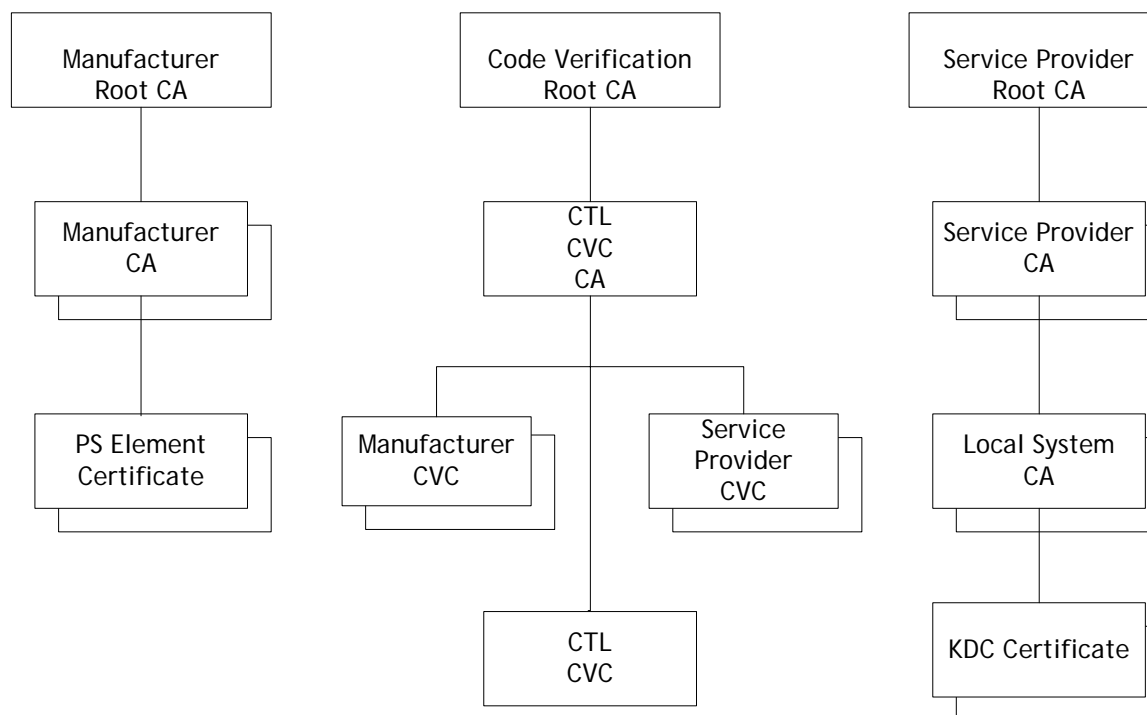 Manufacturer
Root CA
Code Verification
Root CA
Service Provider
Root CA
Manufacturer
CA
CTL
CVC
CA
Service Provider
CA
PS Element
Certificate
Manufacturer
CVC
Service
Provider
CVC
Local System
CA
CTL
CVC
KDC Certificate